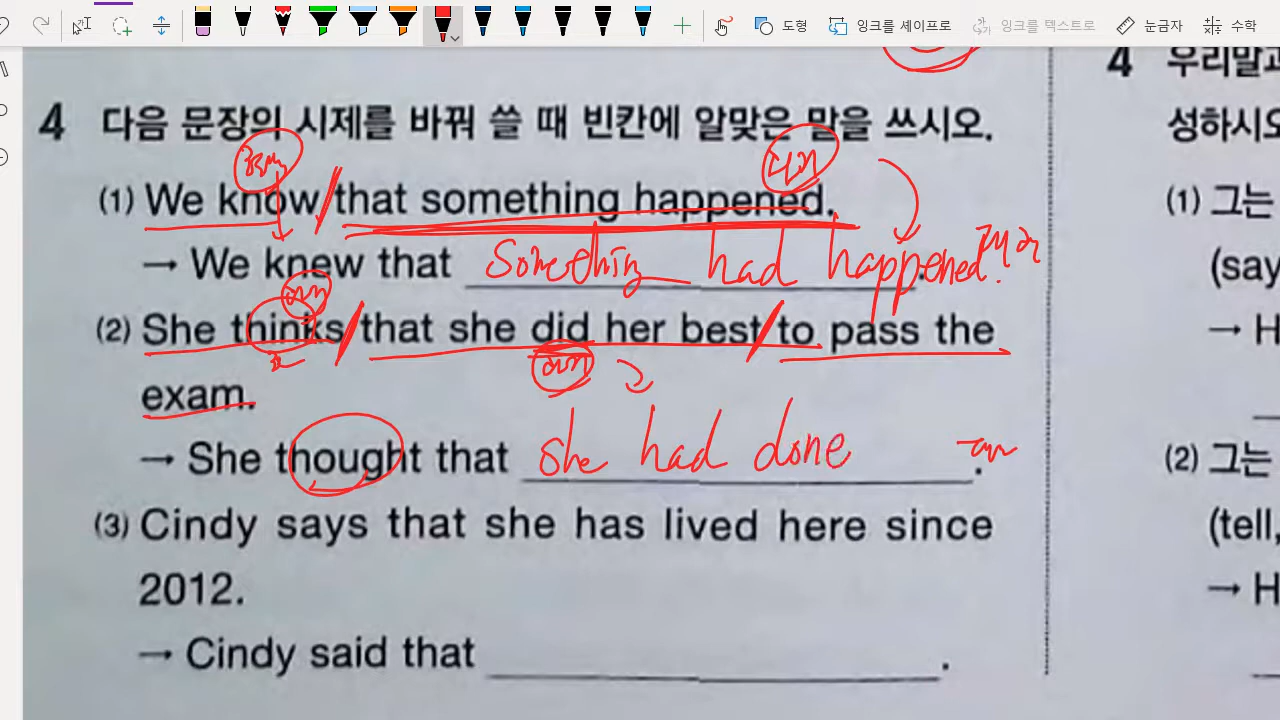 도형 잉크를 셰이프로 잉크를 텍스트로 눈금자 수학
4 다음 문장의 시제를 바꿔 쓸 때 빈칸에 알맞은 말을 쓰시오.
(1) We know/that something happened.
→ We knew that something had happened.
(2) She thinks/that she did her best/to pass the
exam.
→ She thought that she had done .
(3) Cindy says that she has lived here since
2012.
→ Cindy said that .
4 우리말과
성하시오
(1) 그는
(say
→ H
(2) 그는
(tell,
→ H